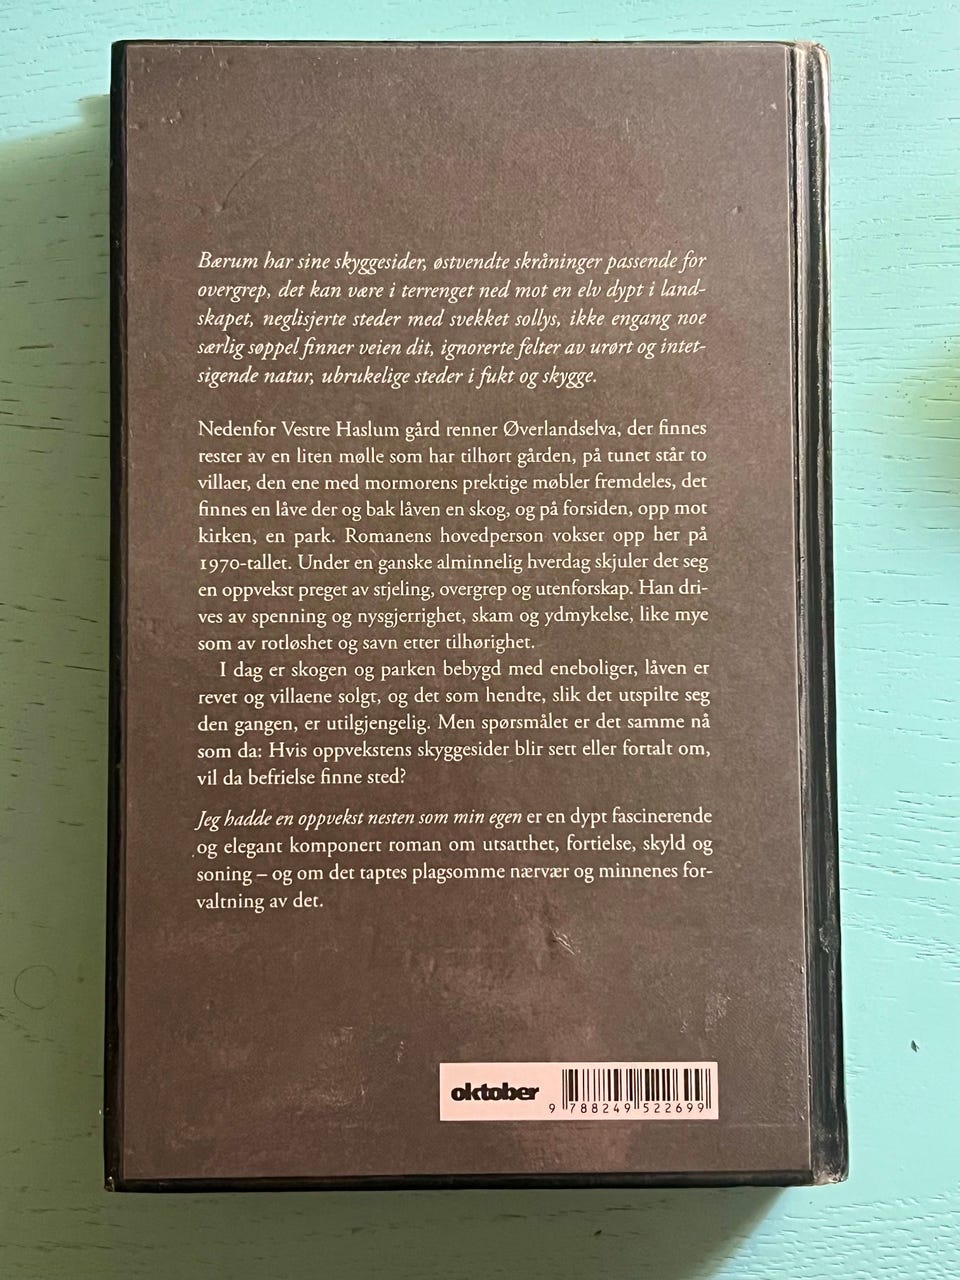 Bærum har sine skyggesider, østvendte skråninger passende for
overgrep, det kan være i terrenget ned mot en elv dypt i land-
skapet, neglisjerte steder med svekket sollys, ikke engang noe
særlig søppel finner veien dit, ignorerte felter av urørt og intet-
sigende natur, ubrukelige steder i fukt og skygge.
Nedenfor Vestre Haslum gård renner Øverlandselva, der finnes
rester av en liten mølle som har tilhørt gården, på tunet står to
villaer, den ene med mormorens prektige møbler fremdeles, det
finnes en låve der og bak låven en skog, og på forsiden, opp mot
kirken, en park. Romanens hovedperson vokser opp her på
1970-tallet. Under en ganske alminnelig hverdag skjuler det seg
en oppvekst preget av stjeling, overgrep og utenforskap. Han dri-
ves av spenning og nysgjerrighet, skam og ydmykelse, like mye
som av rotløshet og savn etter tilhørighet.
I dag er skogen og parken bebygd med eneboliger, låven er
revet og villaene solgt, og det som hendte, slik det utspilte seg
den gangen, er utilgjengelig. Men spørsmålet er det samme nå
som da: Hvis oppvekstens skyggesider blir sett eller fortalt om,
vil da befrielse finne sted?
Jeg hadde en oppvekst nesten som min egen er en dypt fascinerende
og elegant komponert roman om utsatthet, fortielse, skyld og
soning – og om det taptes plagsomme nærvær og minnenes for-
valtning av det.
oktober
9 788249 522699